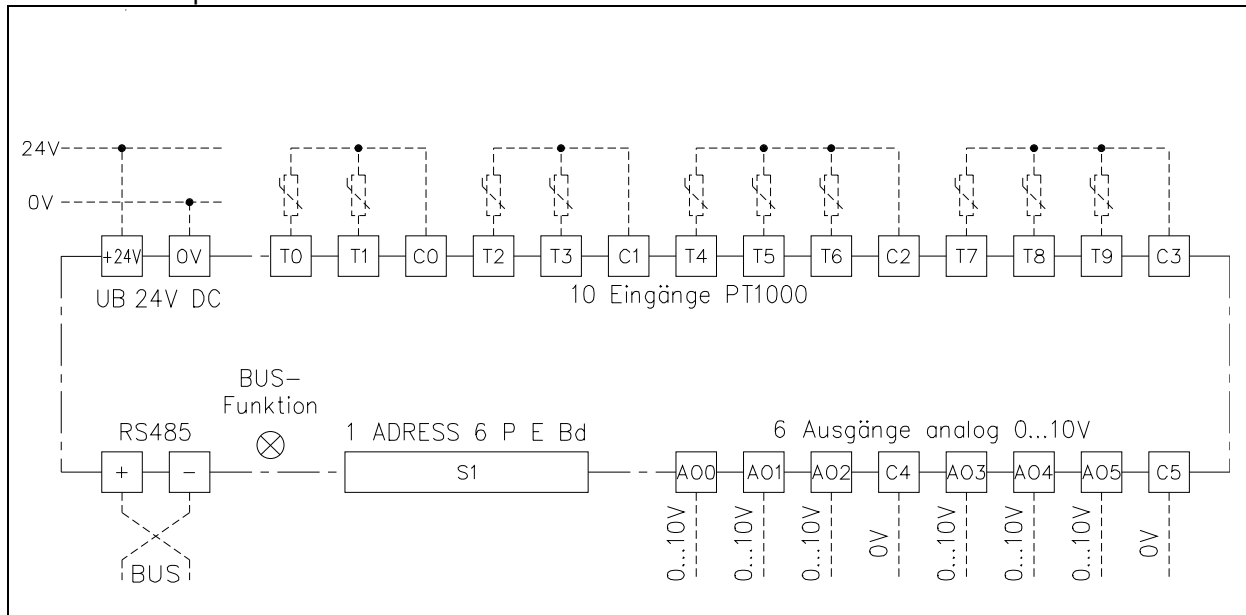 24V
0V
+24V 0V T0 T1 C0 T2 T3 C1 T4 T5 T6 C2 T7 T8 T9 C3
UB 24V DC
10 Eingänge PT1000
BUS-
Funktion
RS485
1 ADRESS 6 P E Bd
6 Ausgänge analog 0...10V
+ - S1 AO0 AO1 AO2 C4 AO3 AO4 AO5 C5
0...10V 0...10V 0...10V 0V 0...10V 0...10V 0...10V 0V
BUS